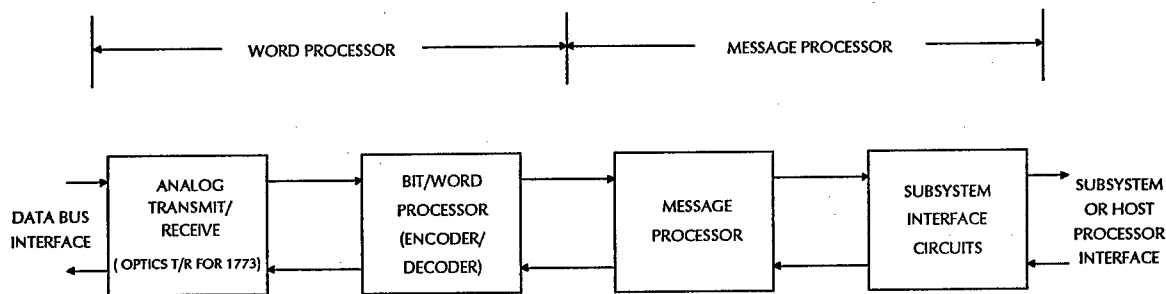 WORD PROCESSOR
MESSAGE PROCESSOR
DATA BUS
INTERFACE
ANALOG
TRANSMIT/
RECEIVE
( OPTICS T/R FOR 1773)
BIT/WORD
PROCESSOR
(ENCODER/
DECODER)
MESSAGE
PROCESSOR
SUBSYSTEM
INTERFACE
CIRCUITS
SUBSYSTEM
OR HOST
PROCESSOR
INTERFACE